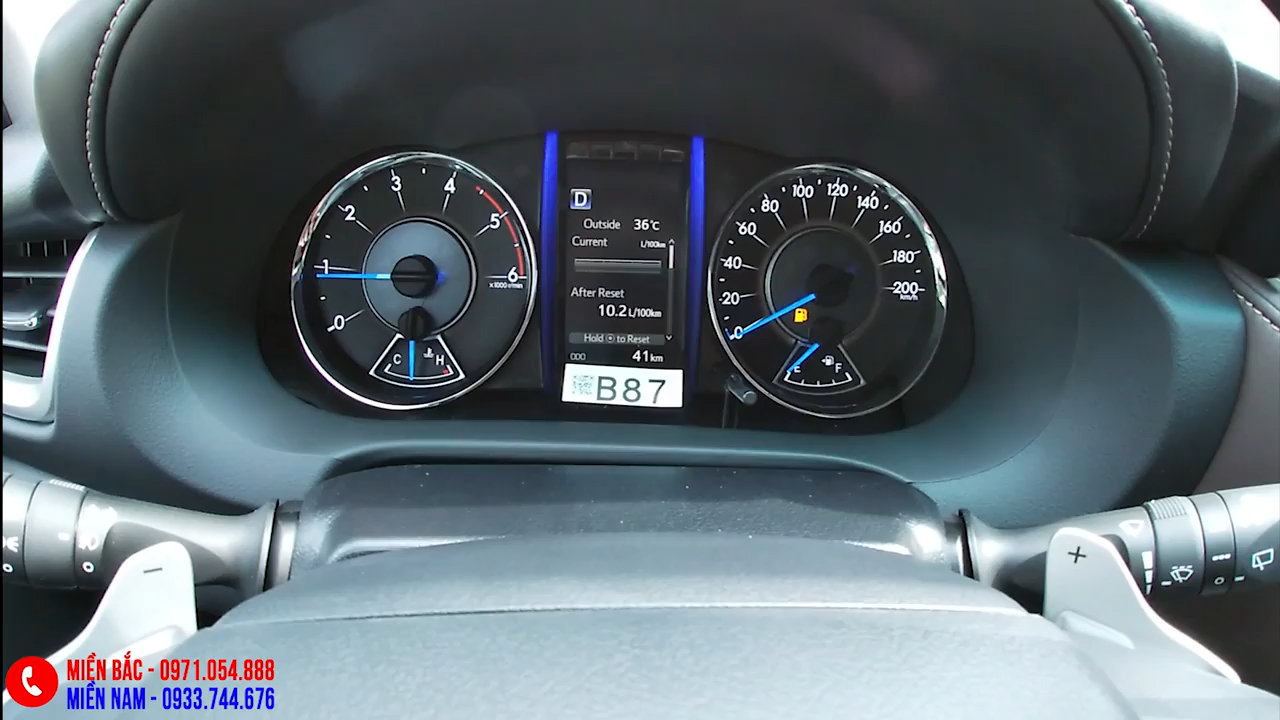 0
1
2
3
4
5
6
x1000 r/min
C H
D
Outside 36°C
Current L/100km
After Reset
10.2 L/100km
Hold to Reset
000 41 km
B87
0
20
40
60
80
100
120
140
160
180
200
km/h
E F
−
+
MIỀN BẮC - 0971.054.888
MIỀN NAM - 0933.744.676